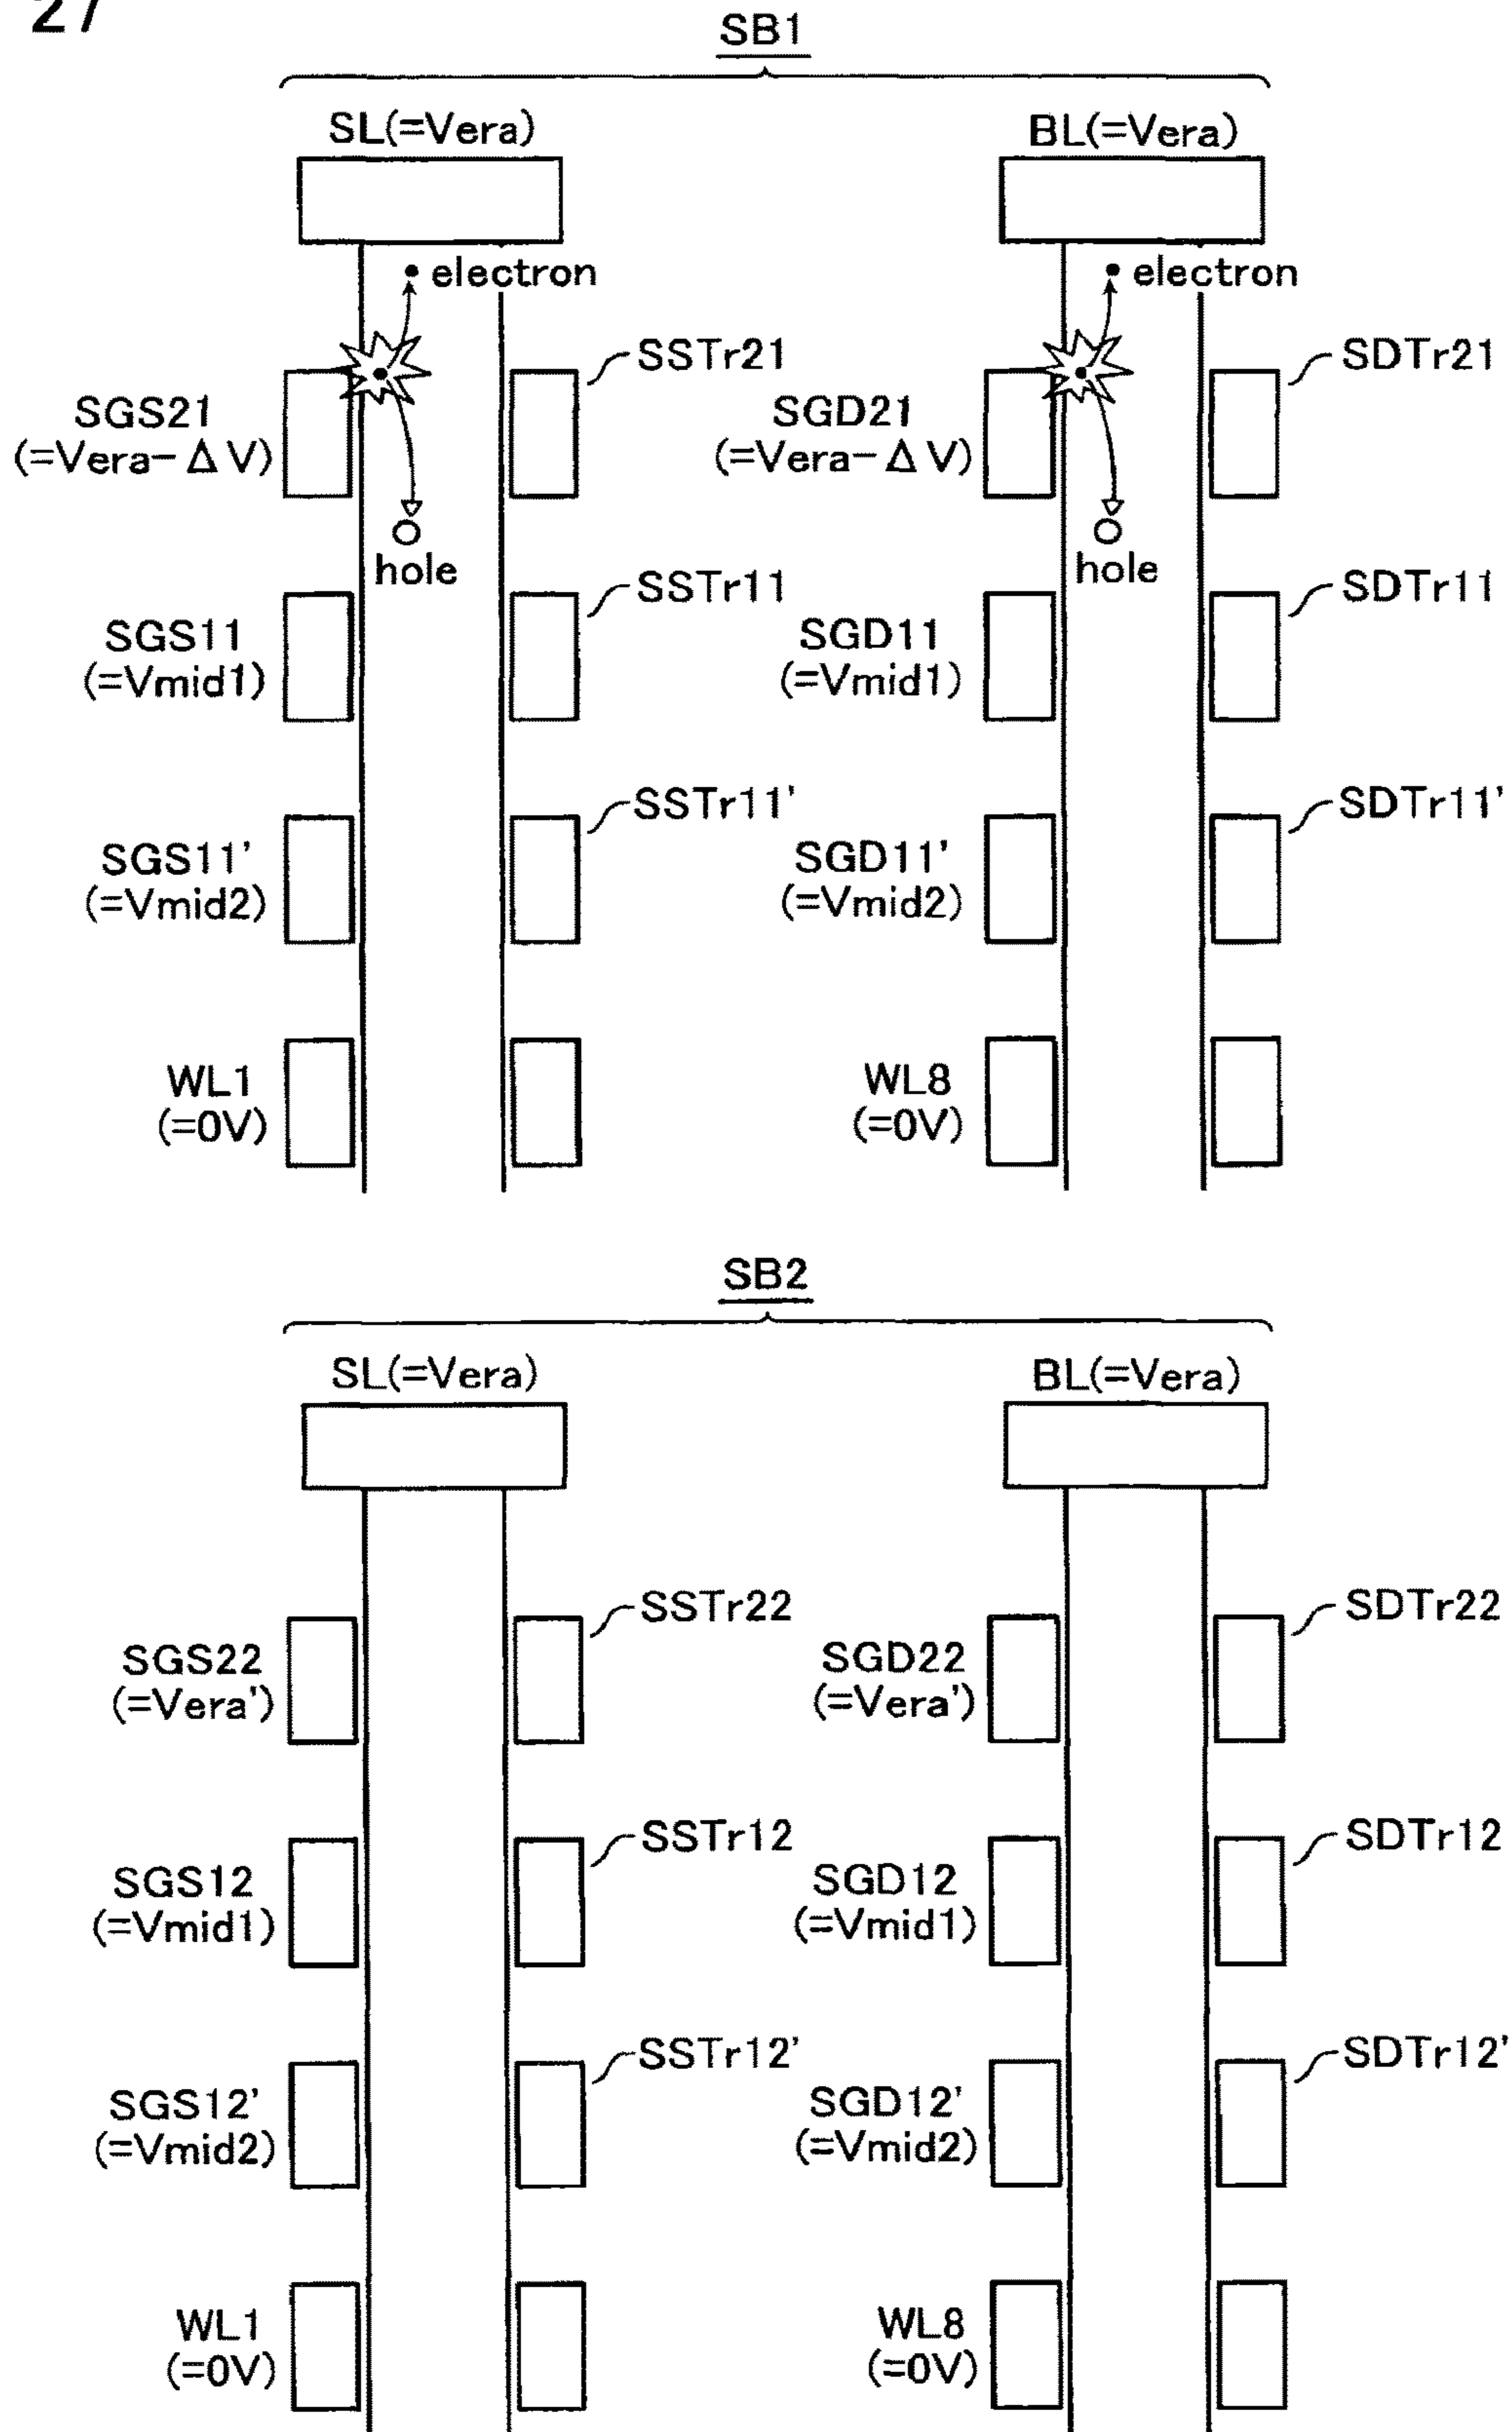 27
SB1
SL(=Vera)
BL(=Vera)
electron
electron
SSTr21
SDTr21
SGS21
(=Vera-ΔV)
SGD21
(=Vera-ΔV)
hole
hole
SSTr11
SDTr11
SGS11
(=Vmid1)
SGD11
(=Vmid1)
SSTr11'
SDTr11'
SGS11'
(=Vmid2)
SGD11'
(=Vmid2)
WL1
(=0V)
WL8
(=0V)
SB2
SL(=Vera)
BL(=Vera)
SSTr22
SDTr22
SGS22
(=Vera')
SGD22
(=Vera')
SSTr12
SDTr12
SGS12
(=Vmid1)
SGD12
(=Vmid1)
SSTr12'
SDTr12'
SGS12'
(=Vmid2)
SGD12'
(=Vmid2)
WL1
(=0V)
WL8
(=0V)